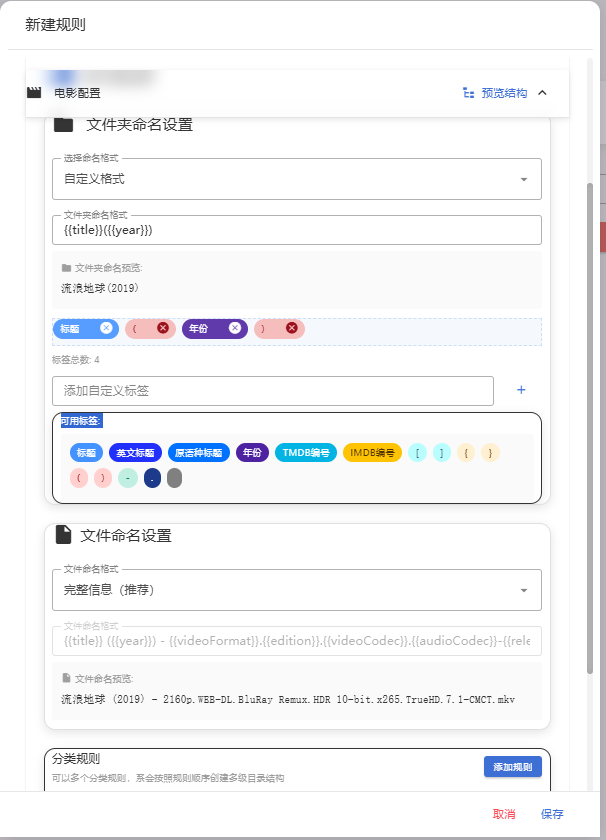 新建规则
电影配置 预览结构
文件夹命名设置
选择命名格式
自定义格式
文件夹命名格式
{{title}}({{year}})
文件夹命名预览:
流浪地球(2019)
标题 ( 年份 )
标签总数: 4
添加自定义标签 +
可用标签:
标题 英文标题 原语种标题 年份 TMDB编号 IMDB编号 [ ] { }
( ) - .
文件命名设置
文件命名格式
完整信息（推荐）
文件命名格式
{{title}} ({{year}}) - {{videoFormat}}.{{edition}}.{{videoCodec}}.{{audioCodec}}-{{rele
文件命名预览:
流浪地球 (2019) - 2160p.WEB-DL.BluRay Remux.HDR 10-bit.x265.TrueHD.7.1-CMCT.mkv
分类规则 添加规则
可以多个分类规则，系会按照规则顺序创建多级目录结构
取消 保存